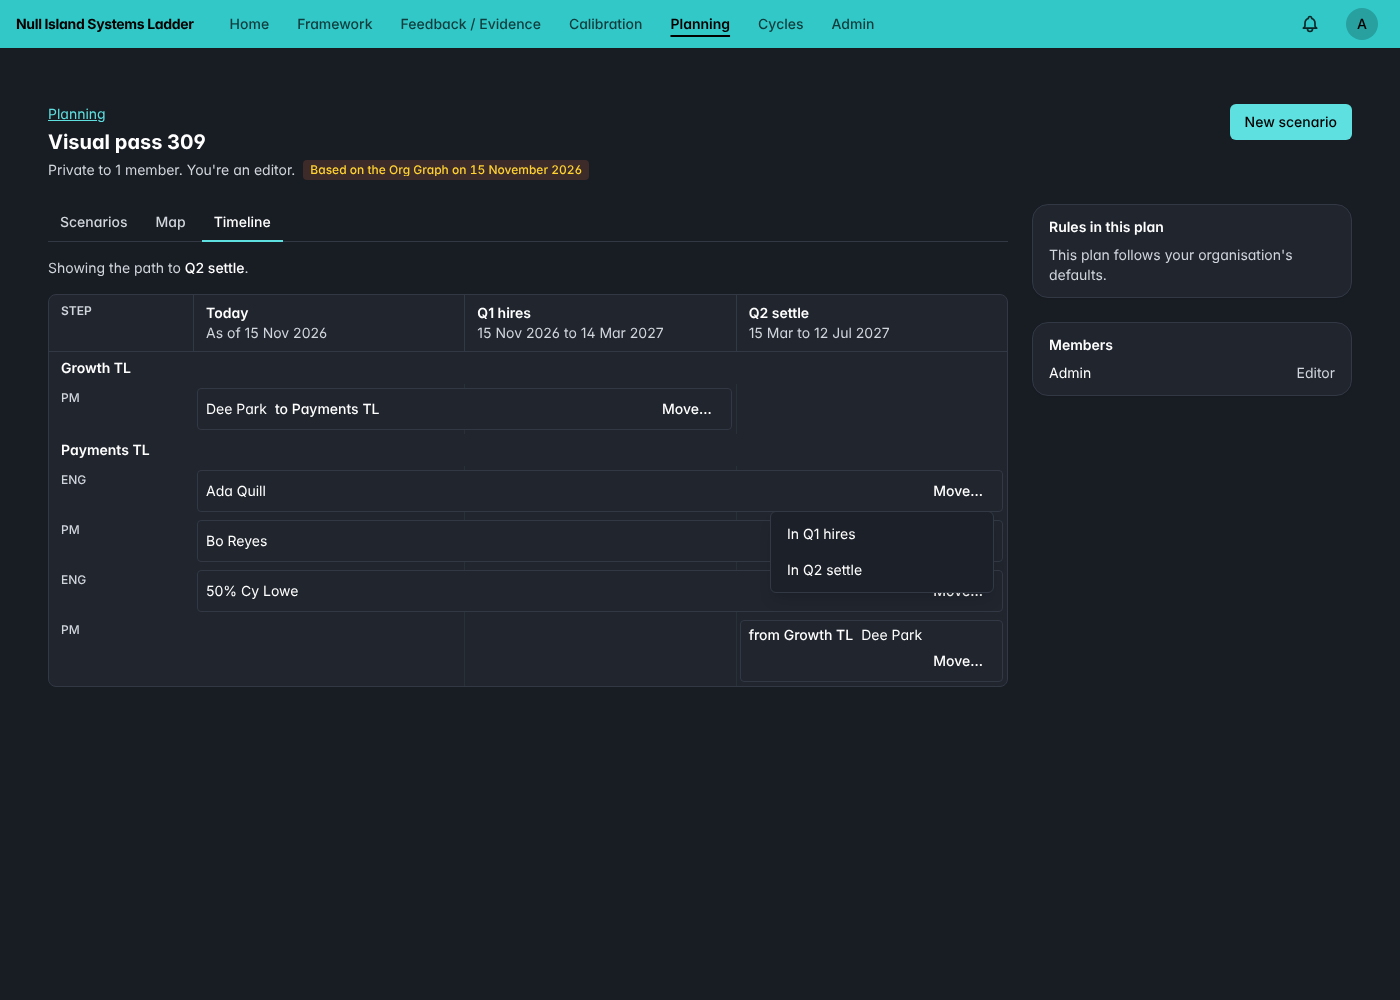 Null Island Systems Ladder Home Framework Feedback / Evidence Calibration Planning Cycles Admin A
Planning
New scenario
Visual pass 309
Private to 1 member. You're an editor. Based on the Org Graph on 15 November 2026
Scenarios Map Timeline
Showing the path to Q2 settle.
STEP Today Q1 hires Q2 settle
As of 15 Nov 2026 15 Nov 2026 to 14 Mar 2027 15 Mar to 12 Jul 2027
Growth TL
PM Dee Park to Payments TL Move...
Payments TL
ENG Ada Quill Move...
PM Bo Reyes
In Q1 hires
In Q2 settle
ENG 50% Cy Lowe Move...
PM from Growth TL Dee Park
Move...
Rules in this plan
This plan follows your organisation's
defaults.
Members
Admin Editor